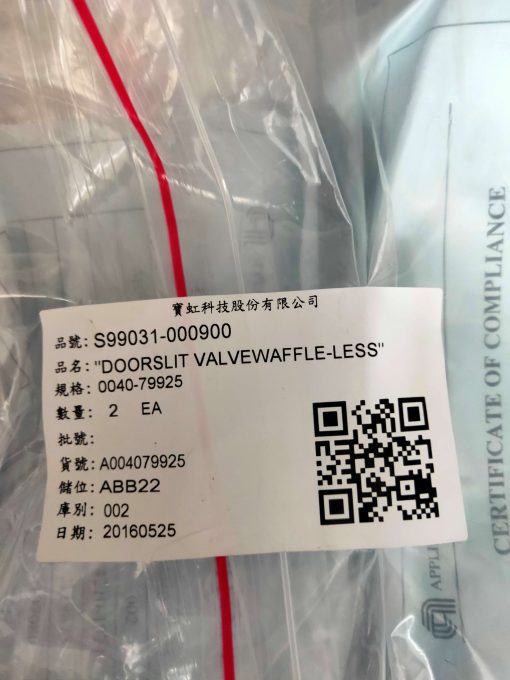 寶虹科技股份有限公司
品號: S99031-000900
品名: "DOORSLIT VALVEWAFFLE-LESS"
規格: 0040-79925
數量: 2 EA
批號:
貨號: A004079925
儲位: ABB22
庫別: 002
日期: 20160525
CERTIFICATE OF COMPLIANCE